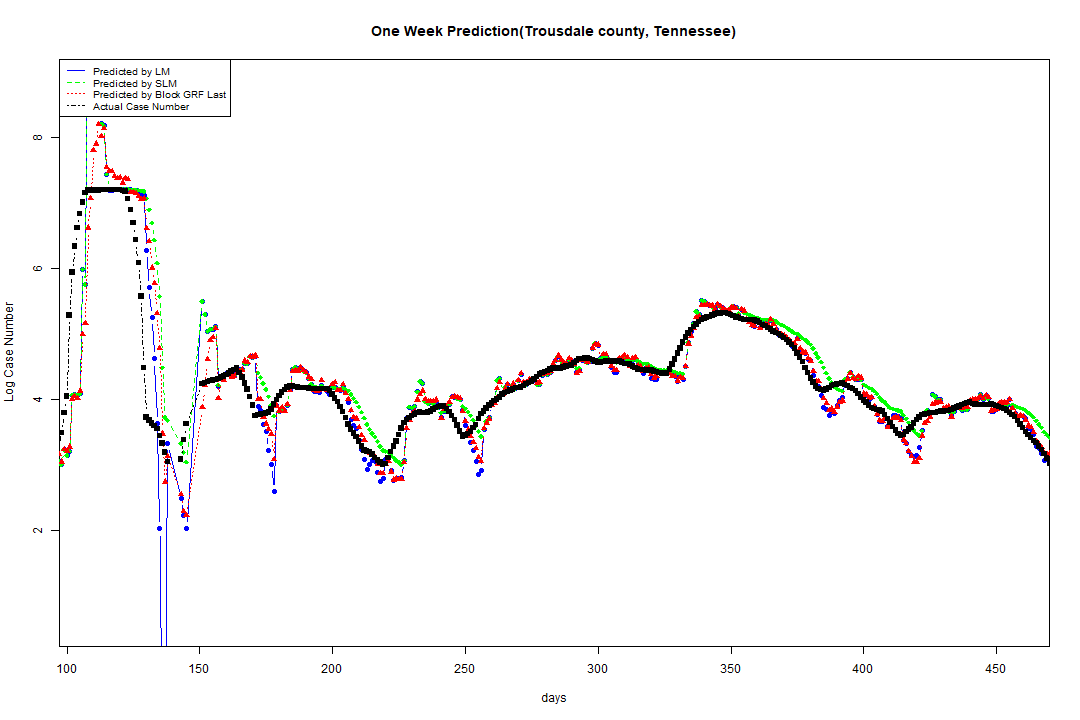 One Week Prediction(Trousdale county, Tennessee)
Predicted by LM
Predicted by SLM
Predicted by Block GRF Last
Actual Case Number
8
6
4
2
Log Case Number
100 150 200 250 300 350 400 450
days